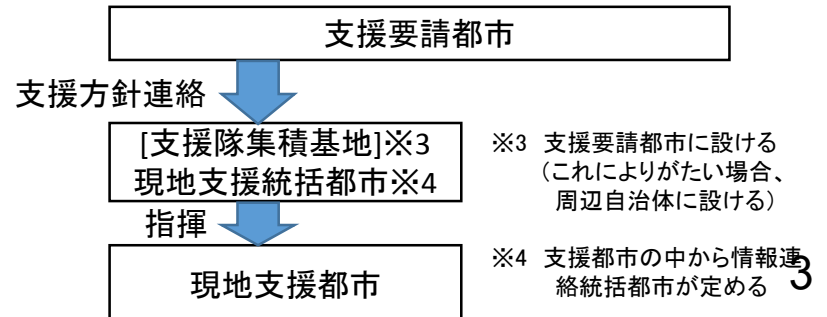 支援要請都市
支援方針連絡
[支援隊集積基地]※3
現地支援統括都市※4
※3 支援要請都市に設ける
(これによりがたい場合、
周辺自治体に設ける)
指揮
現地支援都市
※4 支援都市の中から情報連
絡統括都市が定める
3